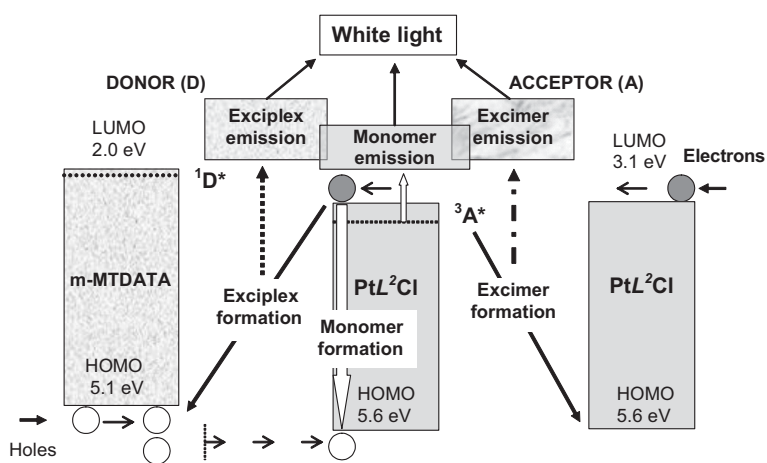 White light
DONOR (D)
ACCEPTOR (A)
Exciplex
emission
Monomer
emission
Excimer
emission
LUMO
2.0 eV
¹D*
³A*
LUMO
3.1 eV
Electrons
m-MTDATA
Exciplex
formation
PtL²Cl
Monomer
formation
Excimer
formation
PtL²Cl
HOMO
5.1 eV
HOMO
5.6 eV
HOMO
5.6 eV
Holes